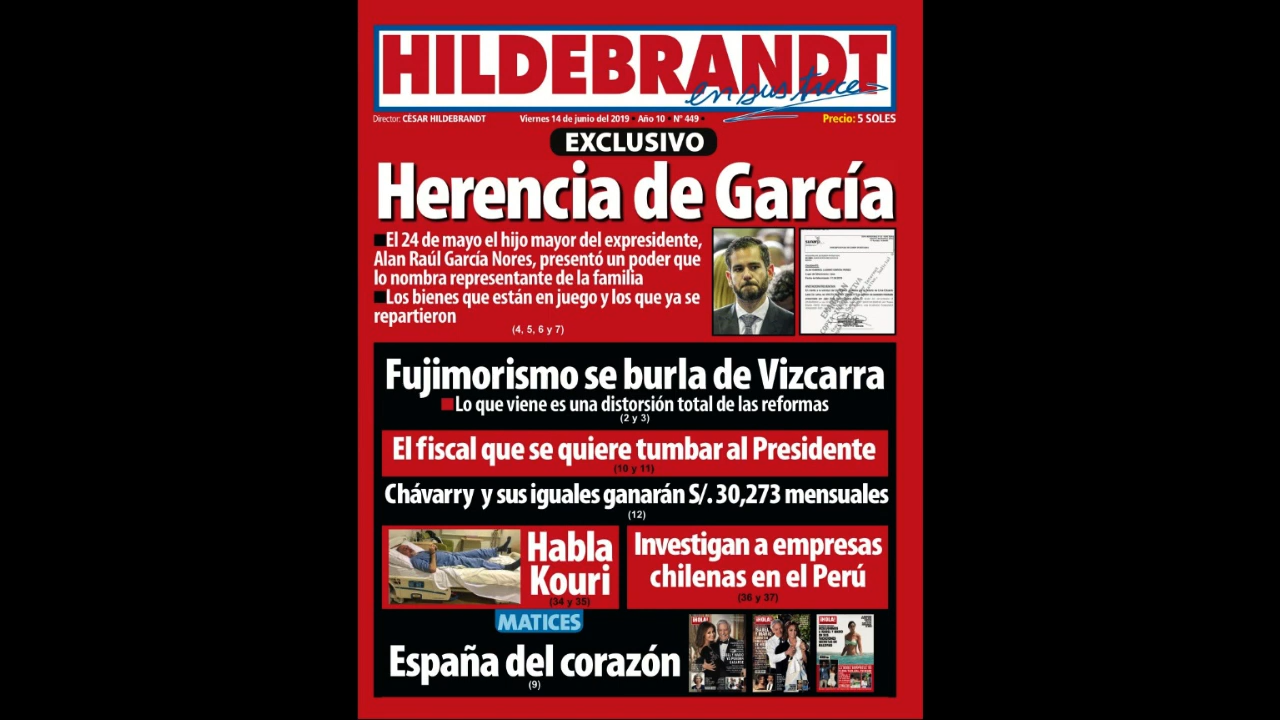 HILDEBRANDT
en sus trece
Director: CÉSAR HILDEBRANDT
Viernes 14 de junio del 2019 • Año 10 • N° 449 •
Precio: 5 SOLES
EXCLUSIVO
Herencia de García
■El 24 de mayo el hijo mayor del expresidente,
Alan Raúl García Nores, presentó un poder que
lo nombra representante de la familia
■Los bienes que están en juego y los que ya se
repartieron
(4, 5, 6 y 7)
Fujimorismo se burla de Vizcarra
■Lo que viene es una distorsión total de las reformas
(2 y 3)
El fiscal que se quiere tumbar al Presidente
(10 y 11)
Chávarry y sus iguales ganarán S/. 30,273 mensuales
(12)
Habla
Kouri
(34 y 35)
Investigan a empresas
chilenas en el Perú
(36 y 37)
MATICES
España del corazón
(9)
¡HOLA!
¡HOLA!
¡HOLA!